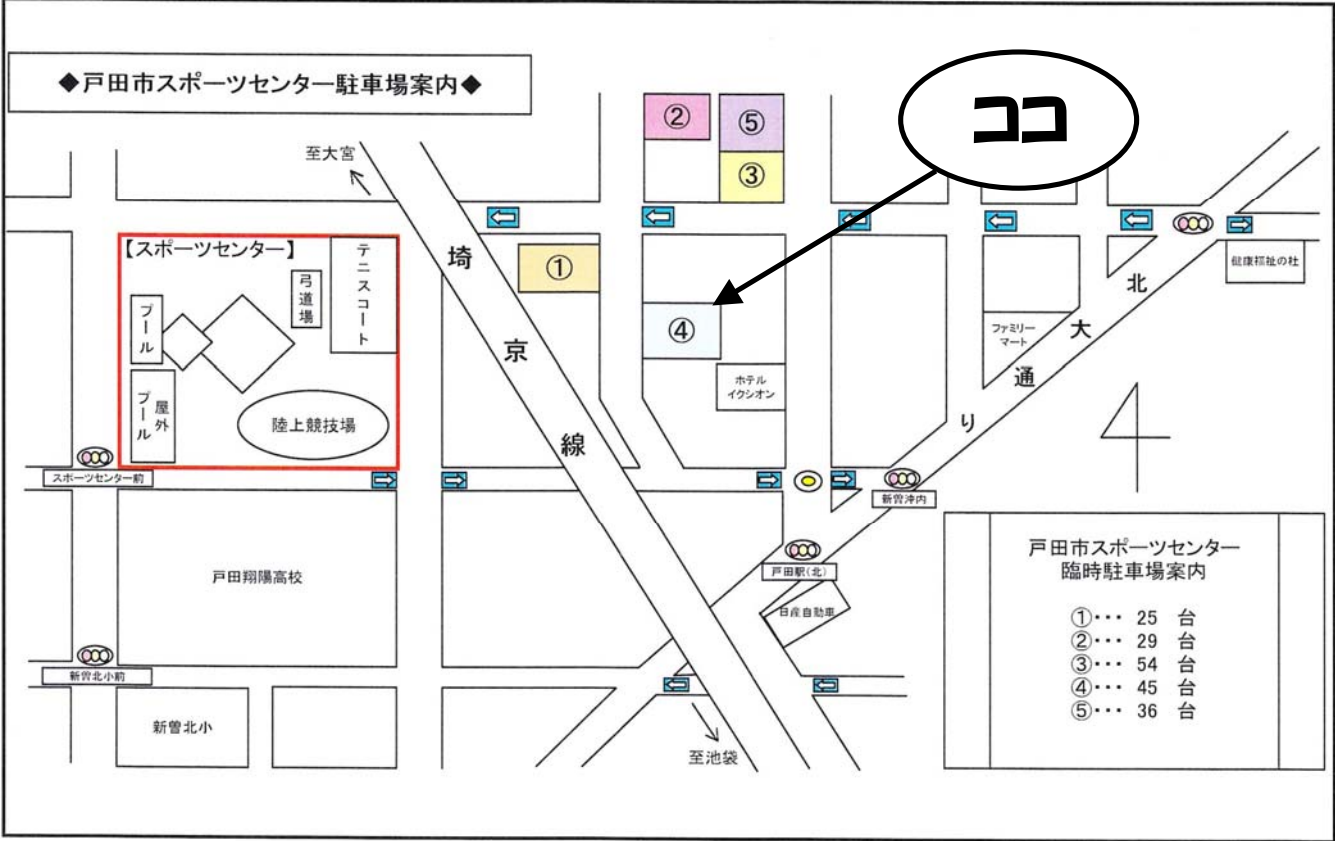 ◆戸田市スポーツセンター駐車場案内◆
ココ
②
⑤
③
至大宮
【スポーツセンター】
テニスコート
弓道場
プール
屋外プール
陸上競技場
埼京線
①
④
ホテル
イクシオン
ファミリー
マート
北大通り
健康福祉の杜
スポーツセンター前
新曽沖内
戸田翔陽高校
戸田駅(北)
日産自動車
新曽北小前
新曽北小
至池袋
戸田市スポーツセンター
臨時駐車場案内
①・・・ 25 台
②・・・ 29 台
③・・・ 54 台
④・・・ 45 台
⑤・・・ 36 台